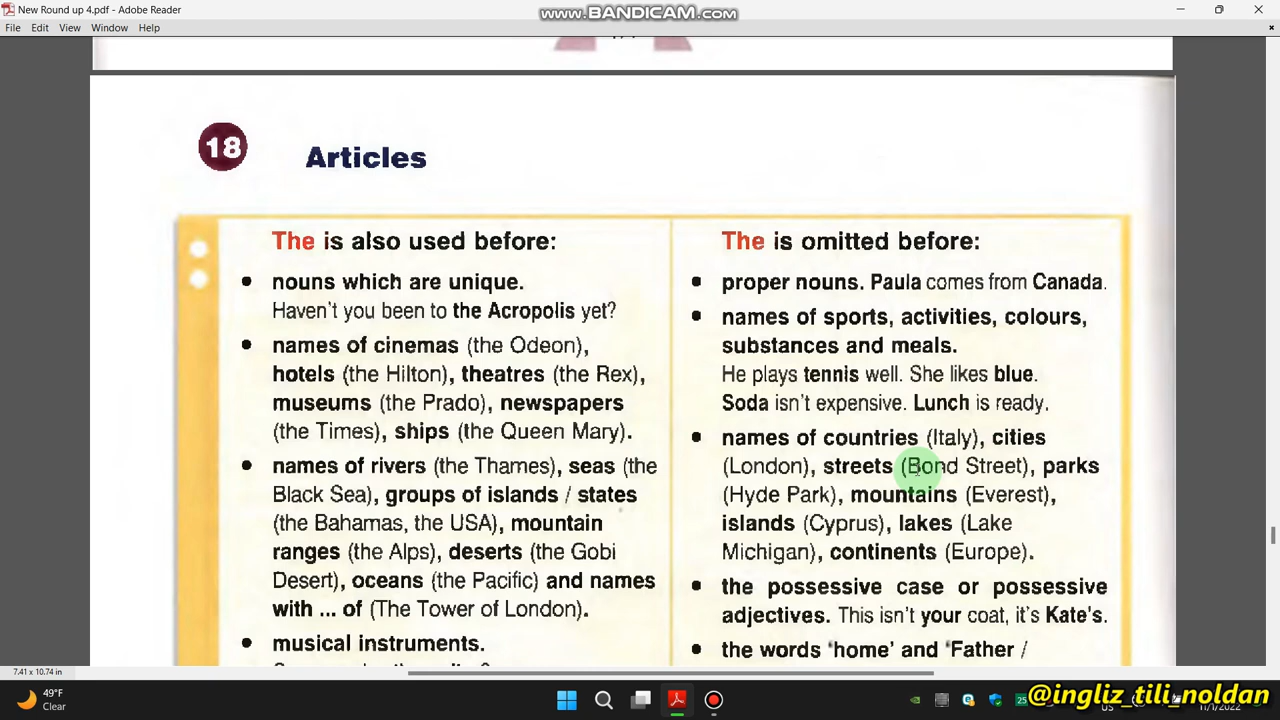 New Round up 4.pdf - Adobe Reader
www.BANDICAM.com
File Edit View Window Help
18
Articles
The is also used before:
• nouns which are unique.
Haven't you been to the Acropolis yet?
• names of cinemas (the Odeon),
hotels (the Hilton), theatres (the Rex),
museums (the Prado), newspapers
(the Times), ships (the Queen Mary).
• names of rivers (the Thames), seas (the
Black Sea), groups of islands / states
(the Bahamas, the USA), mountain
ranges (the Alps), deserts (the Gobi
Desert), oceans (the Pacific) and names
with ... of (The Tower of London).
• musical instruments.
The is omitted before:
• proper nouns. Paula comes from Canada.
• names of sports, activities, colours,
substances and meals.
He plays tennis well. She likes blue.
Soda isn't expensive. Lunch is ready.
• names of countries (Italy), cities
(London), streets (Bond Street), parks
(Hyde Park), mountains (Everest),
islands (Cyprus), lakes (Lake
Michigan), continents (Europe).
• the possessive case or possessive
adjectives. This isn't your coat, it's Kate's.
• the words 'home' and 'Father /
7.41 x 10.74 in
49°F
Clear
@ingliz_tili_noldan
11/1/2022